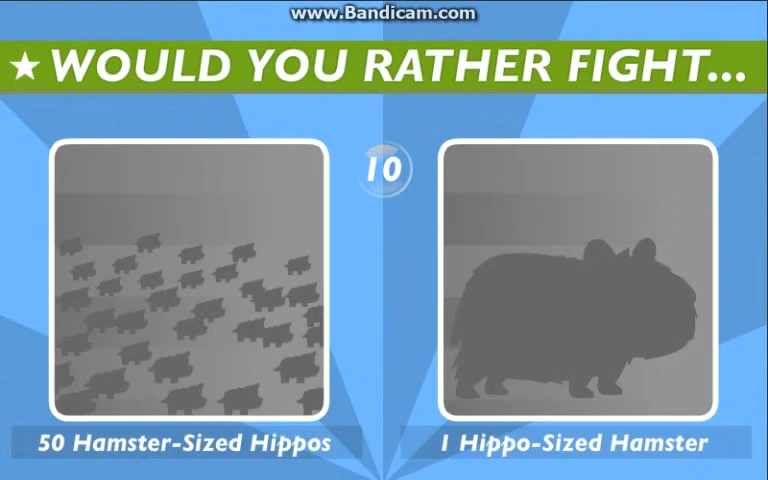 www.Bandicam.com
WOULD YOU RATHER FIGHT...
10
50 Hamster-Sized Hippos
1 Hippo-Sized Hamster